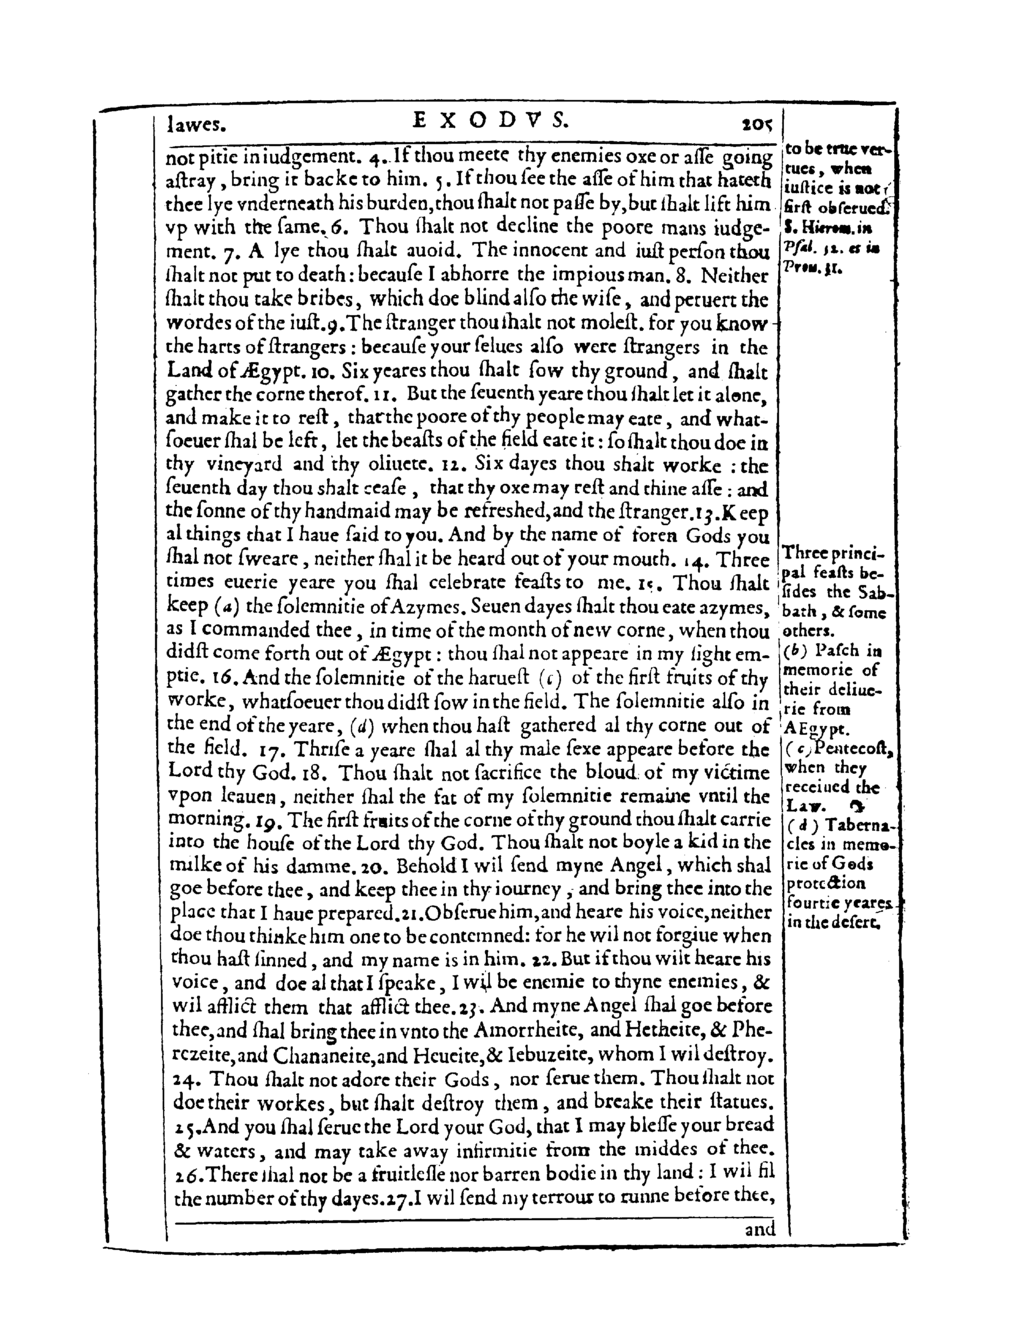 lawes.
EXODVS.
205
not pitie in iudgement. 4. If thou meete thy enemies oxe or aſſe going
aſtray, bring it backe to him. 5. If thou ſee the aſſe of him that hateth
thee lye vnderneath his burden, thou ſhalt not paſſe by, but ſhalt lift him
vp with the ſame. 6. Thou ſhalt not decline the poore mans iudge-
ment. 7. A lye thou ſhalt auoid. The innocent and iuſt perſon thou
ſhalt not put to death: becauſe I abhorre the impious man. 8. Neither
ſhalt thou take bribes, which doe blind alſo the wiſe, and peruert the
wordes of the iuſt. 9. The ſtranger thou ſhalt not moleſt. for you know
the harts of ſtrangers: becauſe your ſelues alſo were ſtrangers in the
Land of Ægypt. 10. Six yeares thou ſhalt ſow thy ground, and ſhalt
gather the corne therof. 11. But the ſeuenth yeare thou ſhalt let it alone,
and make it to reſt, that the poore of thy people may eate, and what-
ſoeuer ſhal be left, let the beaſts of the field eate it: ſo ſhalt thou doe in
thy vineyard and thy oliuete. 12. Six dayes thou shalt worke: the
ſeuenth day thou shalt ceaſe, that thy oxe may reſt and thine aſſe: and
the ſonne of thy handmaid may be refreshed, and the ſtranger. 13. Keep
al things that I haue ſaid to you. And by the name of foren Gods you
ſhal not ſweare, neither ſhal it be heard out of your mouth. 14. Three
times euerie yeare you ſhal celebrate feaſts to me. 15. Thou ſhalt
keep (a) the ſolemnitie of Azymes. Seuen dayes ſhalt thou eate azymes,
as I commanded thee, in time of the month of new corne, when thou
didſt come forth out of Ægypt: thou ſhal not appeare in my ſight em-
ptie. 16. And the ſolemnitie of the harueſt (c) of the firſt fruits of thy
worke, whatſoeuer thou didſt ſow in the field. The ſolemnitie alſo in
the end of the yeare, (d) when thou haſt gathered al thy corne out of
the field. 17. Thriſe a yeare ſhal al thy male ſexe appeare before the
Lord thy God. 18. Thou ſhalt not ſacrifice the bloud of my victime
vpon leauen, neither ſhal the fat of my ſolemnitie remaine vntil the
morning. 19. The firſt fruits of the corne of thy ground thou ſhalt carrie
into the houſe of the Lord thy God. Thou ſhalt not boyle a kid in the
milke of his damme. 20. Behold I wil ſend myne Angel, which shal
goe before thee, and keep thee in thy iourney, and bring thee into the
place that I haue prepared. 21. Obſerue him, and heare his voice, neither
doe thou thinke him one to be contemned: for he wil not forgiue when
thou haſt ſinned, and my name is in him. 22. But if thou wilt heare his
voice, and doe al that I ſpeake, I wil be enemie to thyne enemies, &
wil afflict them that afflict thee. 23. And myne Angel ſhal goe before
thee, and ſhal bring thee in vnto the Amorrheite, and Hetheite, & Phe-
rezeite, and Chananeite, and Heueite, & Iebuzeite, whom I wil deſtroy.
24. Thou ſhalt not adore their Gods, nor ſerue them. Thou ſhalt not
doe their workes, but ſhalt deſtroy them, and breake their ſtatues.
25. And you ſhal ſerue the Lord your God, that I may bleſſe your bread
& waters, and may take away infirmitie from the middes of thee.
26. There ſhal not be a fruitleſſe nor barren bodie in thy land: I wil fil
the number of thy dayes. 27. I wil ſend my terrour to runne before thee,
and
to be true ver-
tues, when
iuſtice is not
firſt obſerued.
S. Hierom. in
Pſal. 32. et in
Prou. 31.
Three princi-
pal feaſts be-
ſides the Sab-
bath, & ſome
others.
(b) Paſch in
memorie of
their deliue-
rie from
AEgypt.
(c) Pentecoſt,
when they
receiued the
Law.
(d) Taberna-
cles in memo-
rie of Gods
protection
fourtie yeares
in the deſert.